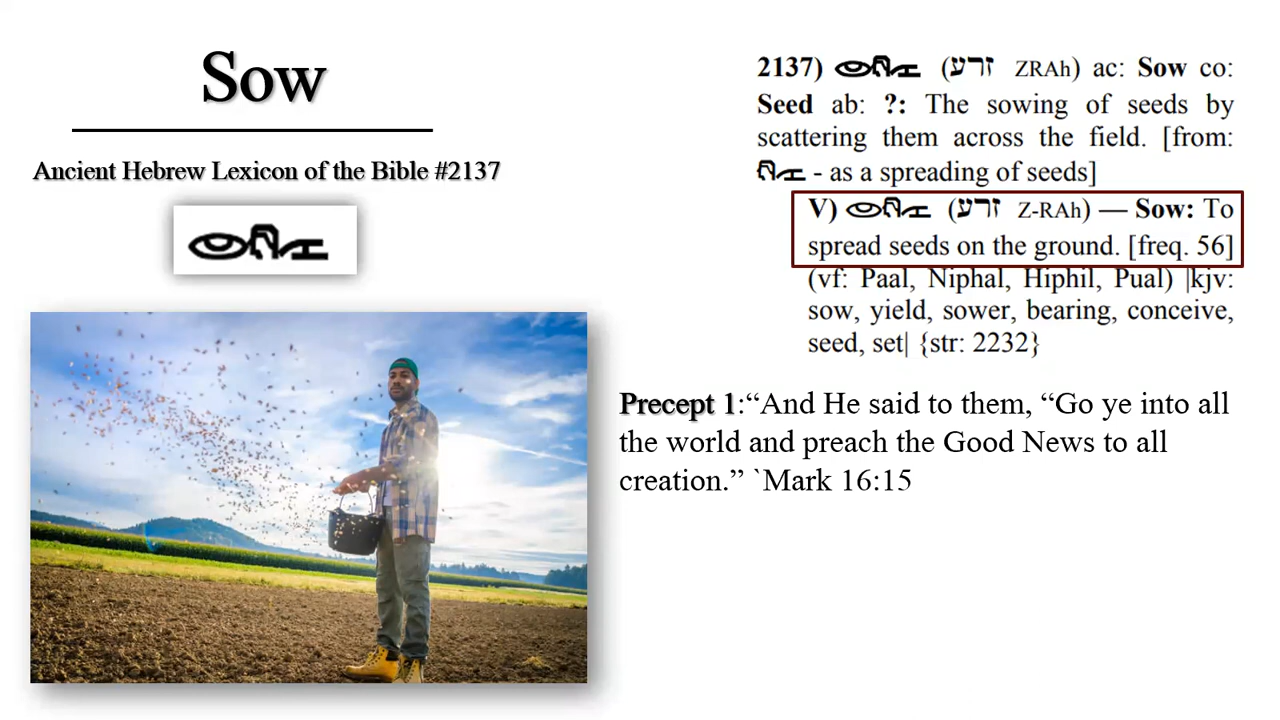 Sow
Ancient Hebrew Lexicon of the Bible #2137
2137) (זרע ZRAh) ac: Sow co:
Seed ab: ?: The sowing of seeds by
scattering them across the field. [from:
- as a spreading of seeds]
V) (זרע Z-RAh) — Sow: To
spread seeds on the ground. [freq. 56]
(vf: Paal, Niphal, Hiphil, Pual) |kjv:
sow, yield, sower, bearing, conceive,
seed, set| {str: 2232}
Precept 1:“And He said to them, “Go ye into all
the world and preach the Good News to all
creation.” `Mark 16:15